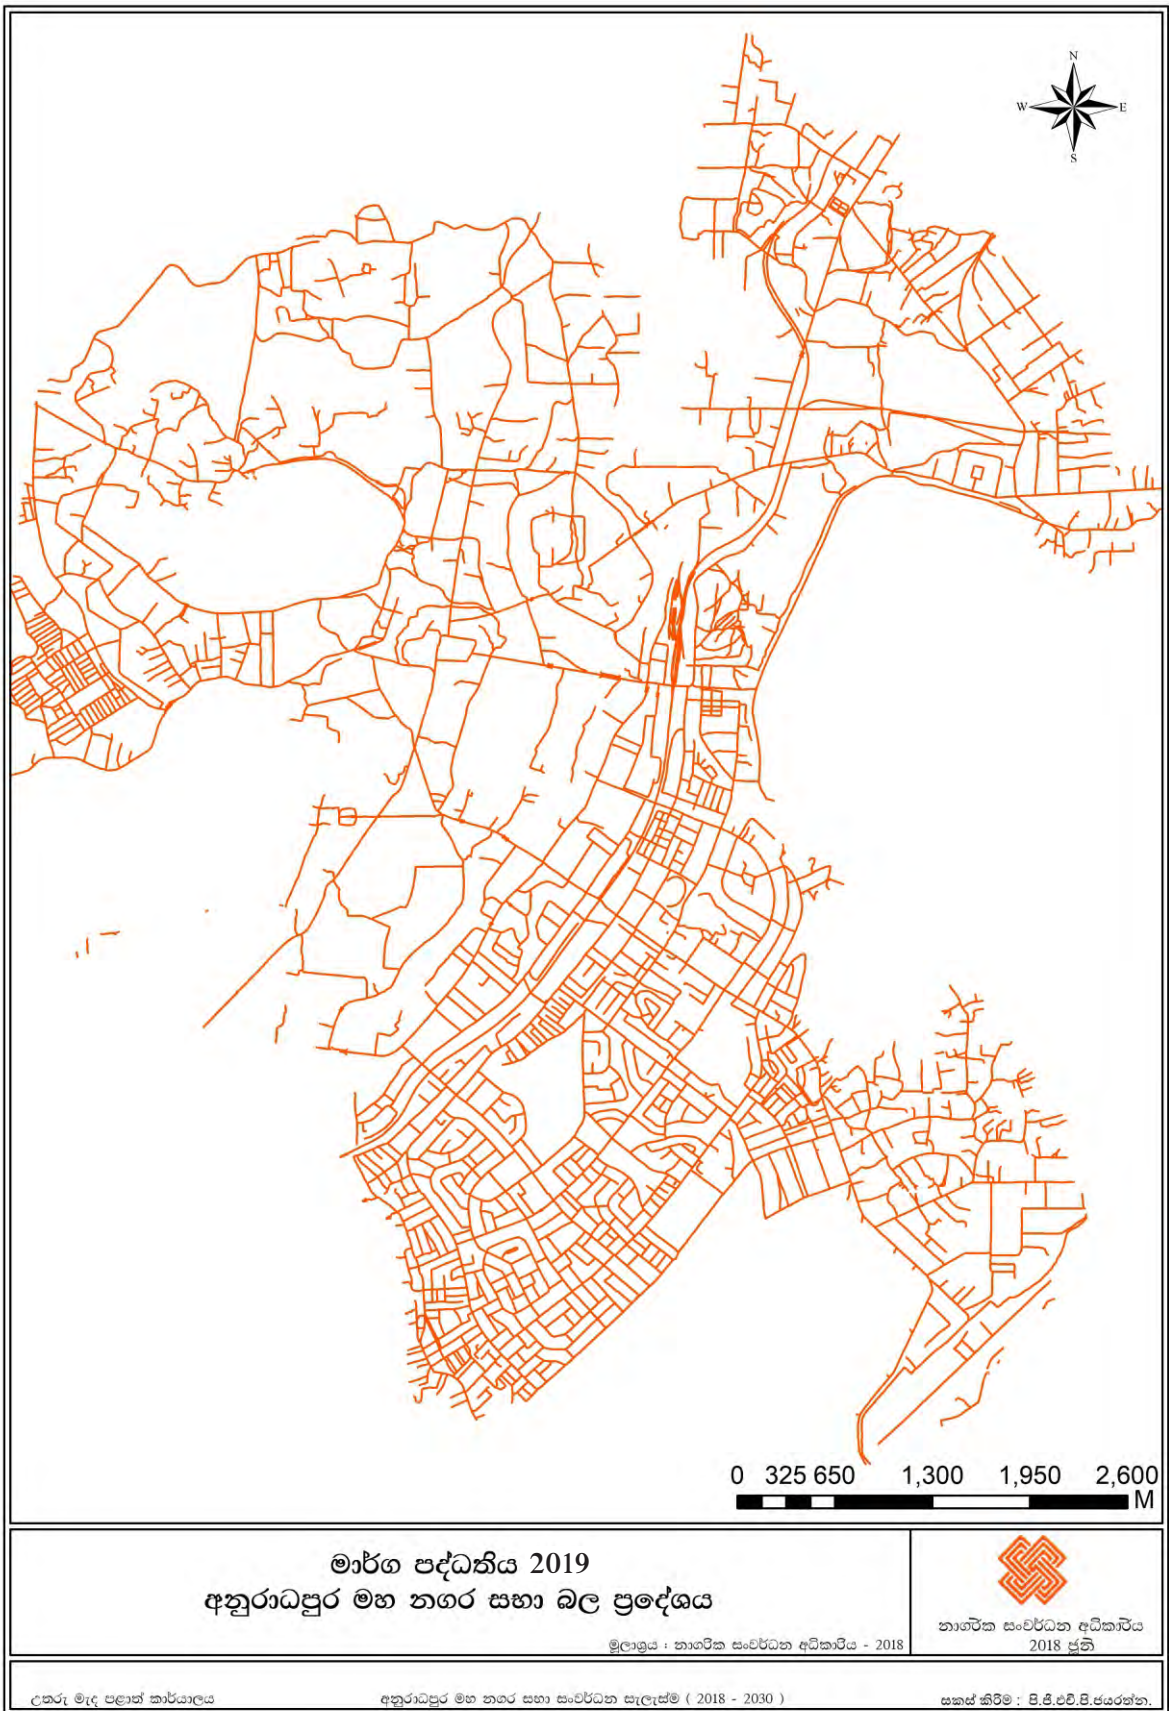 N
W E
S
0 325 650 1,300 1,950 2,600
M
මාර්ග පද්ධතිය 2019
අනුරාධපුර මහ නගර සභා බල ප්‍රදේශය
මූලාශ්‍රය : නාගරික සංවර්ධන අධිකාරිය - 2018
නාගරික සංවර්ධන අධිකාරිය
2018 ජුනි
උතරු මැද පළාත් කාර්යාලය
අනුරාධපුර මහ නගර සභා සංවර්ධන සැලැස්ම ( 2018 - 2030 )
සකස් කිරීම : පී.ජී.එච්.පී.ජයරත්න.